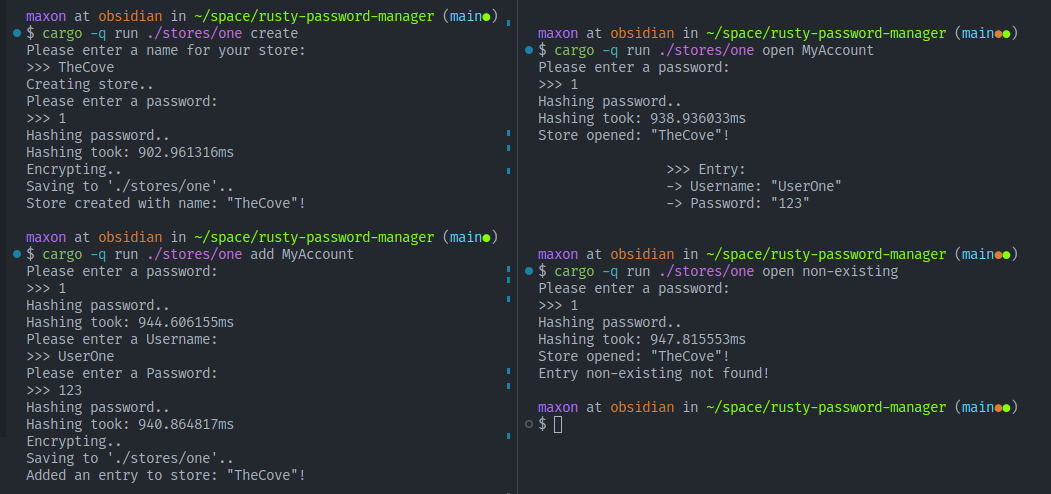 maxon at obsidian in ~/space/rusty-password-manager (main●)
$ cargo -q run ./stores/one create
Please enter a name for your store:
>>> TheCove
Creating store..
Please enter a password:
>>> 1
Hashing password..
Hashing took: 902.961316ms
Encrypting..
Saving to './stores/one'..
Store created with name: "TheCove"!
maxon at obsidian in ~/space/rusty-password-manager (main●)
$ cargo -q run ./stores/one add MyAccount
Please enter a password:
>>> 1
Hashing password..
Hashing took: 944.606155ms
Please enter a Username:
>>> UserOne
Please enter a Password:
>>> 123
Hashing password..
Hashing took: 940.864817ms
Encrypting..
Saving to './stores/one'..
Added an entry to store: "TheCove"!
maxon at obsidian in ~/space/rusty-password-manager (main●●)
$ cargo -q run ./stores/one open MyAccount
Please enter a password:
>>> 1
Hashing password..
Hashing took: 938.936033ms
Store opened: "TheCove"!
>>> Entry:
-> Username: "UserOne"
-> Password: "123"
maxon at obsidian in ~/space/rusty-password-manager (main●●)
$ cargo -q run ./stores/one open non-existing
Please enter a password:
>>> 1
Hashing password..
Hashing took: 947.815553ms
Store opened: "TheCove"!
Entry non-existing not found!
maxon at obsidian in ~/space/rusty-password-manager (main●●)
$